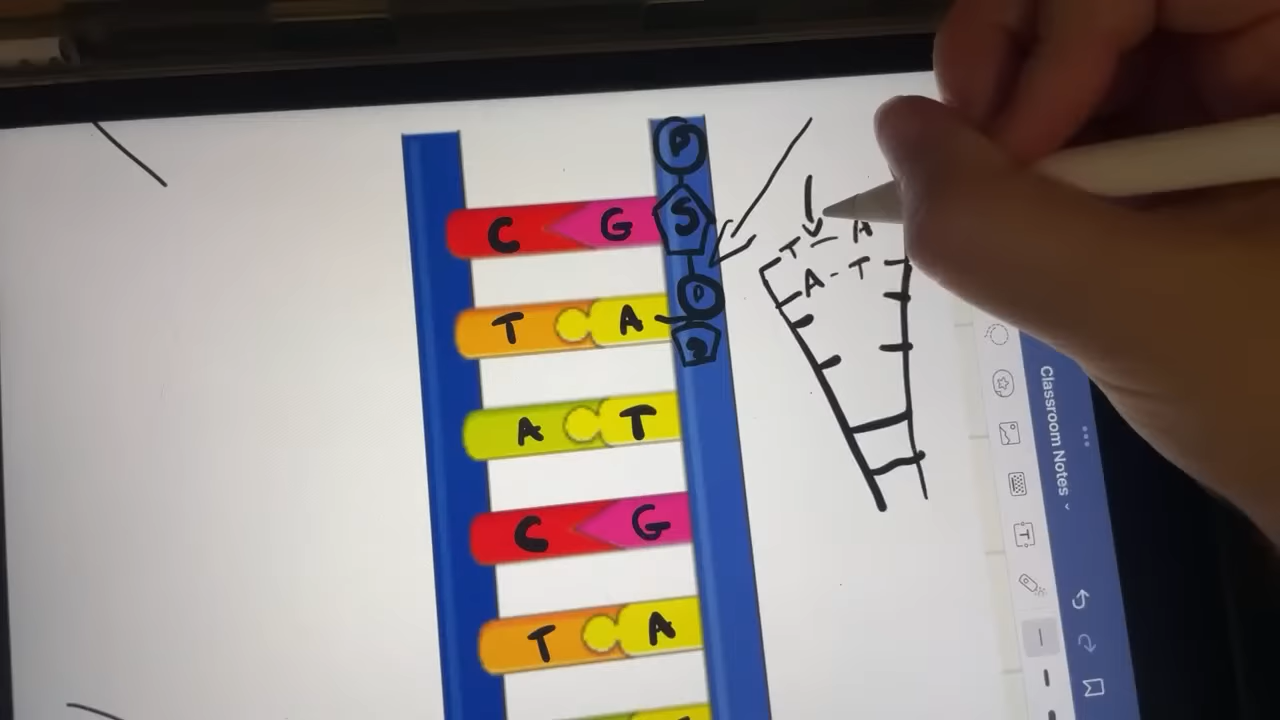 P
C G S
T - A
A - T
T A P
S
A T
C G
T A
Classroom Notes
T